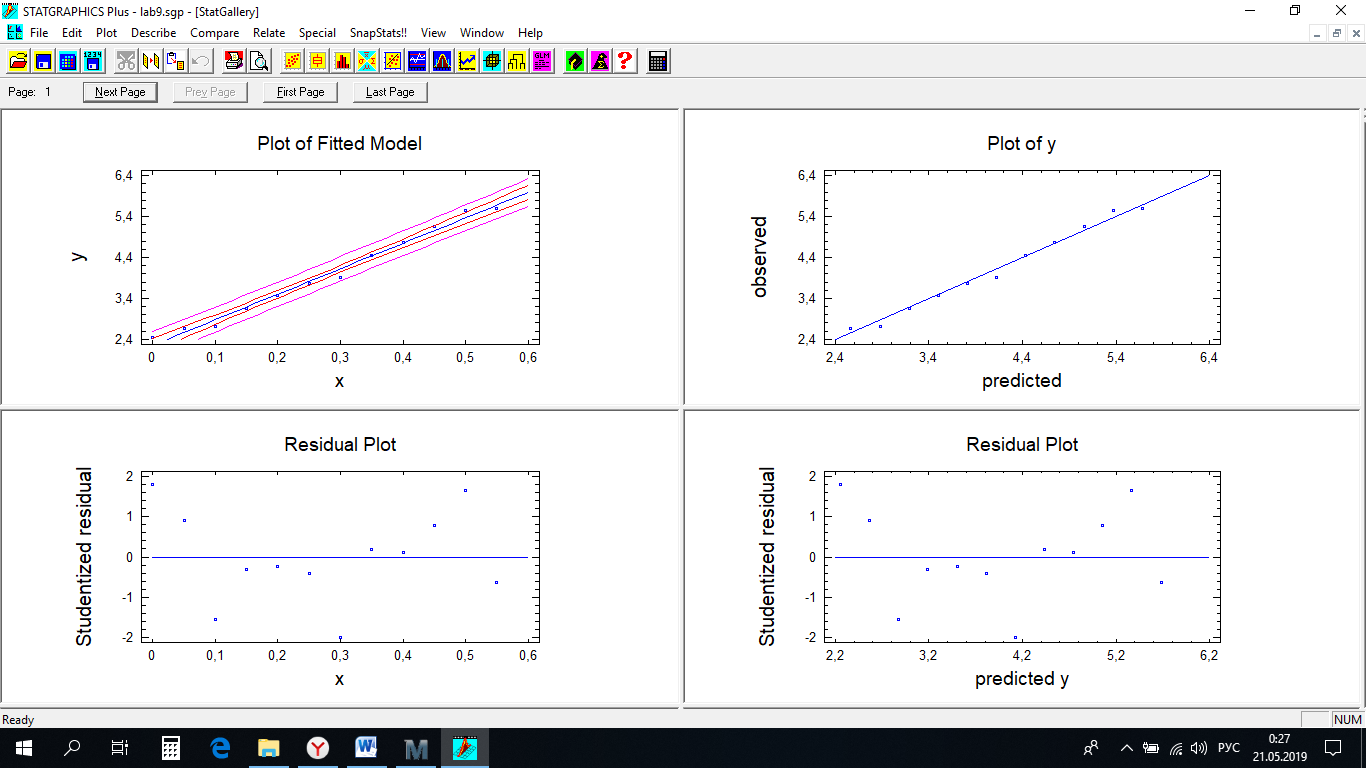 STATGRAPHICS Plus - lab9.sgp - [StatGallery]
File Edit Plot Describe Compare Relate Special SnapStats!! View Window Help
1234
GLM
?
Page: 1 Next Page Prev Page First Page Last Page
Plot of Fitted Model
y
6,4
5,4
4,4
3,4
2,4
0 0,1 0,2 0,3 0,4 0,5 0,6
x
Plot of y
observed
6,4
5,4
4,4
3,4
2,4
2,4 3,4 4,4 5,4 6,4
predicted
Residual Plot
Studentized residual
2
1
0
-1
-2
0 0,1 0,2 0,3 0,4 0,5 0,6
x
Residual Plot
Studentized residual
2
1
0
-1
-2
2,2 3,2 4,2 5,2 6,2
predicted y
Ready NUM
РУС
0:27
21.05.2019